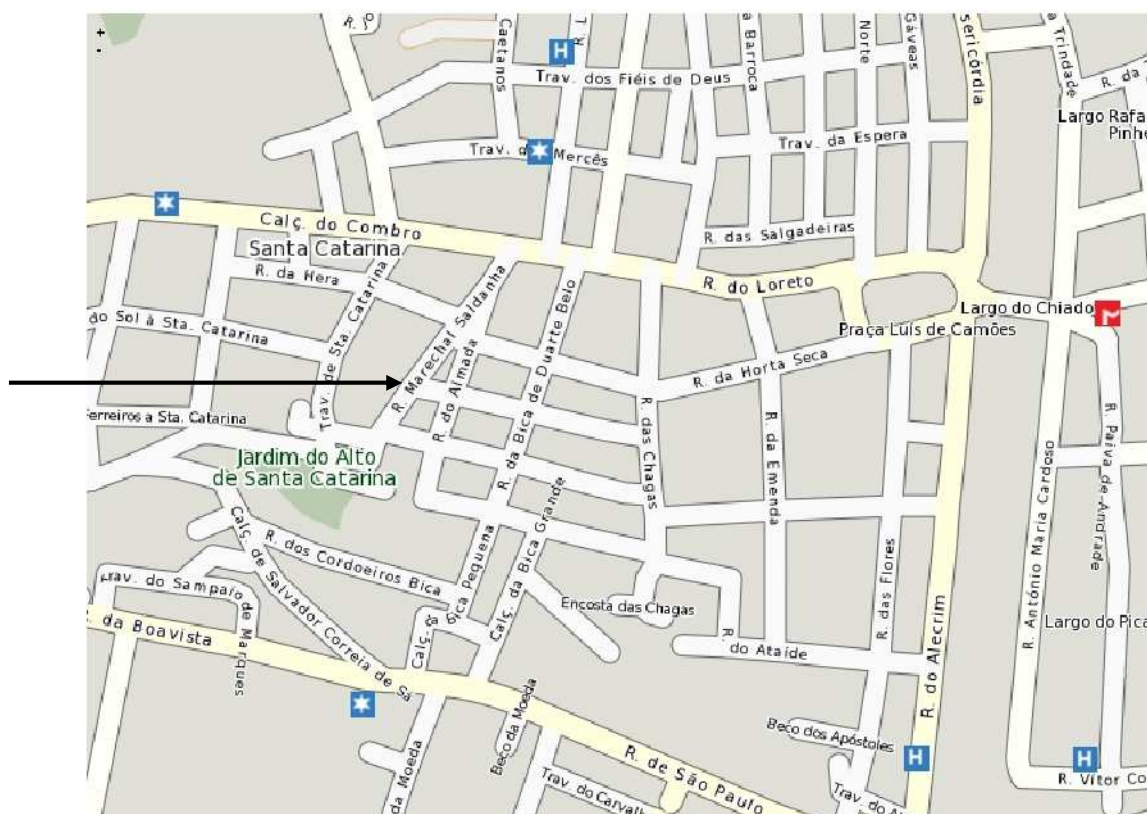 +
-
Caetanos
H
T. R.
Barroca
Norte
Gáveas
sericórdia
Trindade
R. da
Trav. dos Fiéis de Deus
Largo Rafa
Pinhe
Trav. da Espera
Trav. d
Mercês
Calç. do Combro
R. das Salgadeiras
Santa Catarina
R. da Hera
R. do Loreto
Largo do Chiado
Praça Luís de Camões
do Sol à Sta. Catarina
Trav. de Sta. Catarina
R. Marechal Saldanha
R. do Almada
R. da Bica de Duarte Belo
R. da Horta Seca
Ferreiros a Sta. Catarina
R. das Chagas
R. da Emenda
R. Paiva de Andrade
R. António Maria Cardoso
Jardim do Alto
de Santa Catarina
Calç. de Salvador Correia de Sá
R. dos Cordoeiros Bica
Calç. da Bica Grande
Calç. a Bica Pequena
Encosta das Chagas
R. das Flores
R. do Alecrim
Trav. do Sampaio de Marques
R. da Boavista
R. do Ataíde
Largo do Pica
Beco da Moeda
da Moeda
Beco dos Apóstoles
H
H
R. de São Paulo
Trav. do Carvalh
Trav. do A
R. Vítor Co